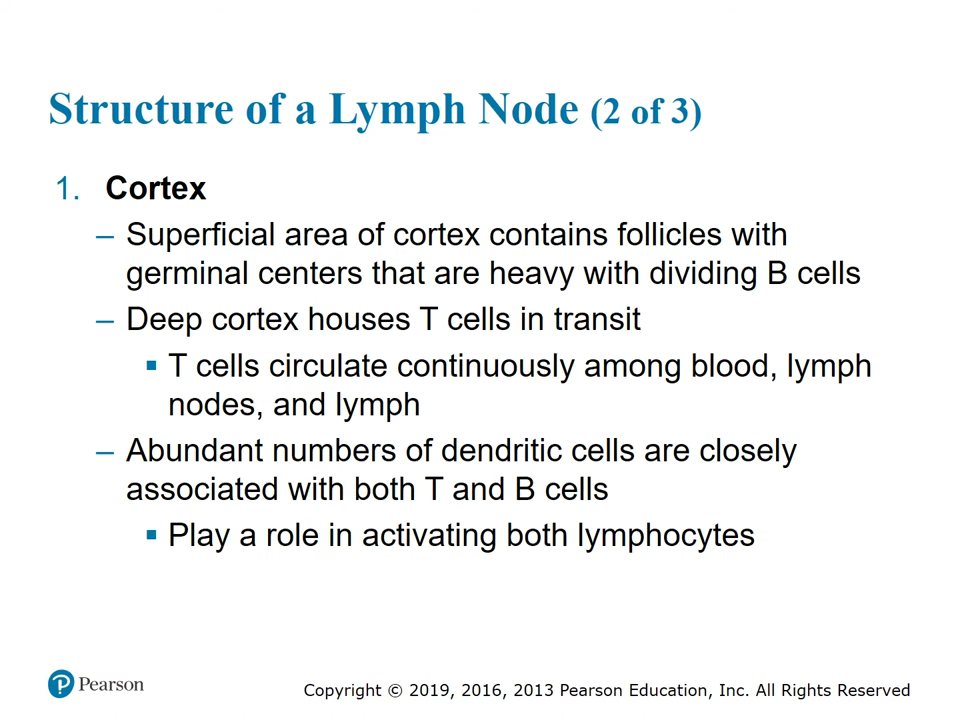 Structure of a Lymph Node (2 of 3)
1. Cortex
– Superficial area of cortex contains follicles with
germinal centers that are heavy with dividing B cells
– Deep cortex houses T cells in transit
▪ T cells circulate continuously among blood, lymph
nodes, and lymph
– Abundant numbers of dendritic cells are closely
associated with both T and B cells
▪ Play a role in activating both lymphocytes
Pearson
Copyright © 2019, 2016, 2013 Pearson Education, Inc. All Rights Reserved